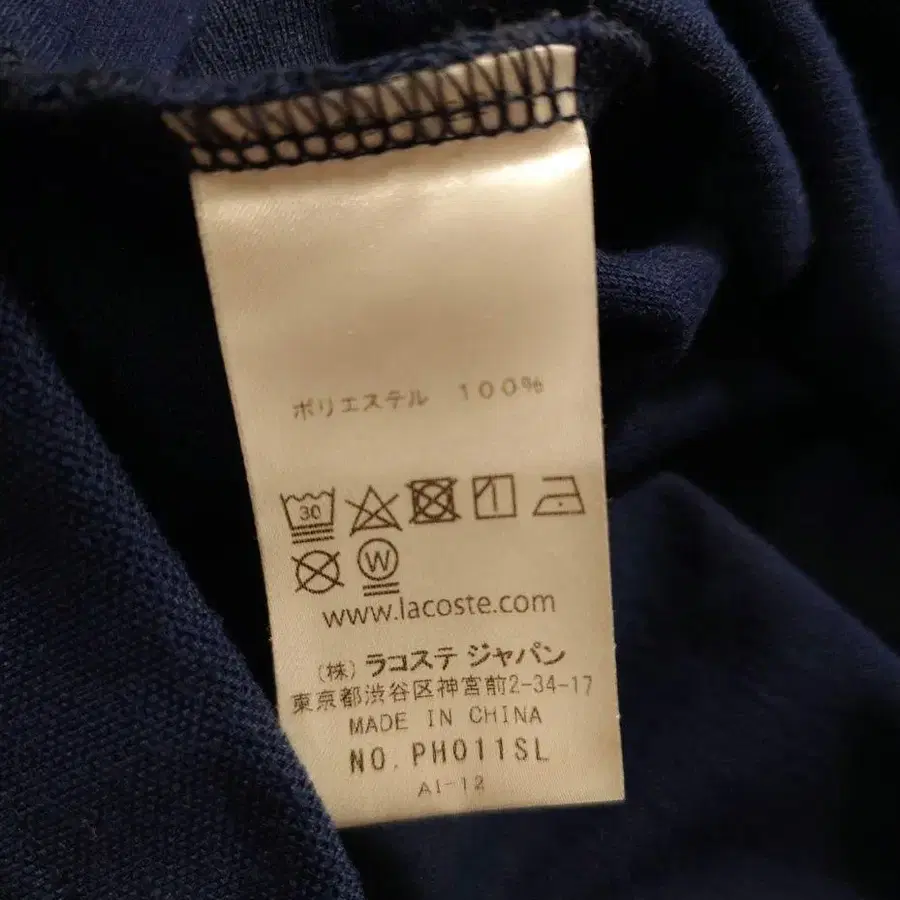 ポリエステル 100%
30
W
www.lacoste.com
(株) ラコステ ジャパン
東京都渋谷区神宮前2-34-17
MADE IN CHINA
NO. PH011SL
AI-12